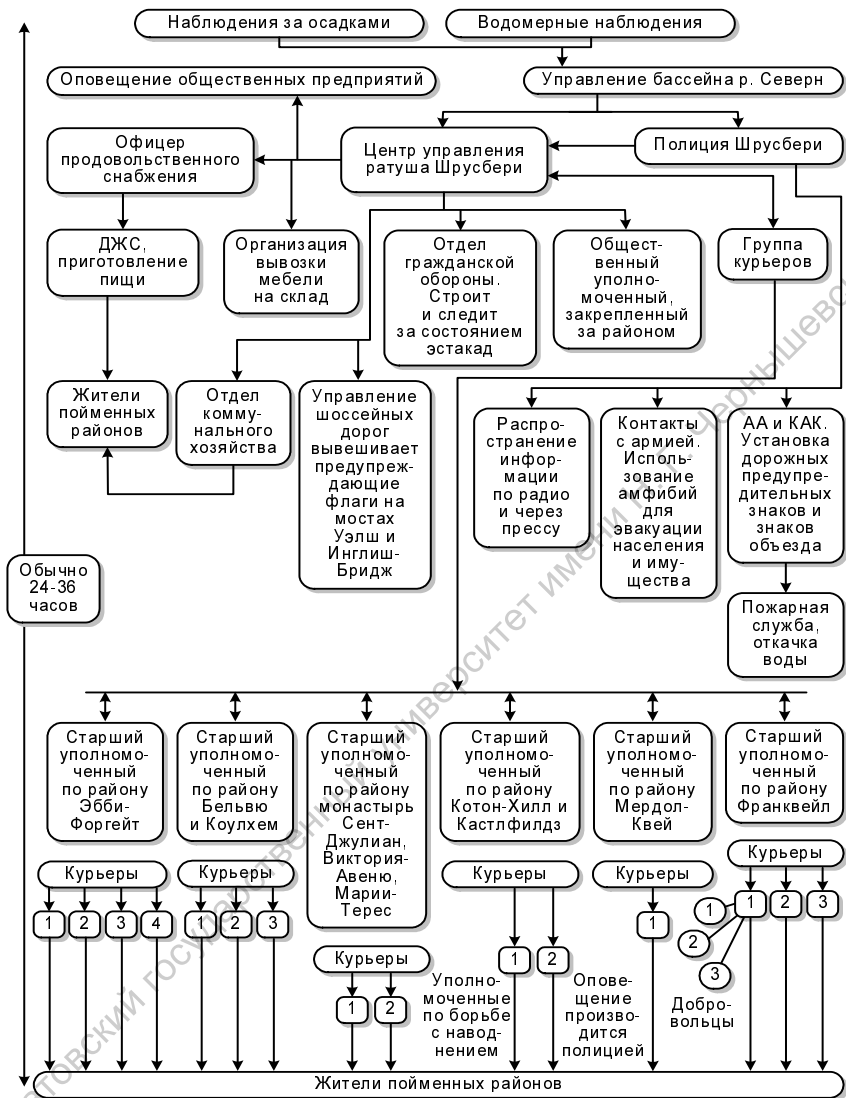 Наблюдения за осадками
Водомерные наблюдения
Оповещение общественных предприятий
Управление бассейна р. Северн
Офицер
продовольственного
снабжения
Центр управления
ратуша Шрусбери
Полиция Шрусбери
ДЖС,
приготовление
пищи
Организация
вывозки
мебели
на склад
Отдел
гражданской
обороны.
Строит
и следит
за состоянием
эстакад
Общест-
венный
уполно-
моченный,
закрепленный
за районом
Группа
курьеров
Жители
пойменных
районов
Отдел
комму-
нального
хозяйства
Управление
шоссейных
дорог
вывешивает
предупреж-
дающие
флаги на
мостах
Уэлш и
Инглиш-
Бридж
Распро-
странение
инфор-
мации
по радио
и через
прессу
Контакты
с армией.
Исполь-
зование
амфибий
для
эвакуации
населения
и иму-
щества
АА и КАК.
Установка
дорожных
предупре-
дительных
знаков и
знаков
объезда
Обычно
24-36
часов
Пожарная
служба,
откачка
воды
Старший
уполномо-
ченный
по району
Эбби-
Форгейт
Старший
уполномо-
ченный
по району
Бельвю
и Коулхем
Старший
уполномо-
ченный
по району
монастырь
Сент-
Джулиан,
Виктория-
Авеню,
Марии-
Терес
Старший
уполномо-
ченный
по району
Котон-Хилл и
Кастлфилдз
Старший
уполномо-
ченный
по району
Мердол-
Квей
Старший
уполномо-
ченный
по району
Франквейл
Курьеры
1 2 3 4
Курьеры
1 2 3
Курьеры
1 2
Курьеры
1 2
Уполно-
моченные
по борьбе
с навод-
нением
Опове-
щение
произво-
дится
полицией
Курьеры
1
Курьеры
1 2 3
1
2
3
Добро-
вольцы
Жители пойменных районов
ратовский государственный университет имени Н. Г. Чернышевско